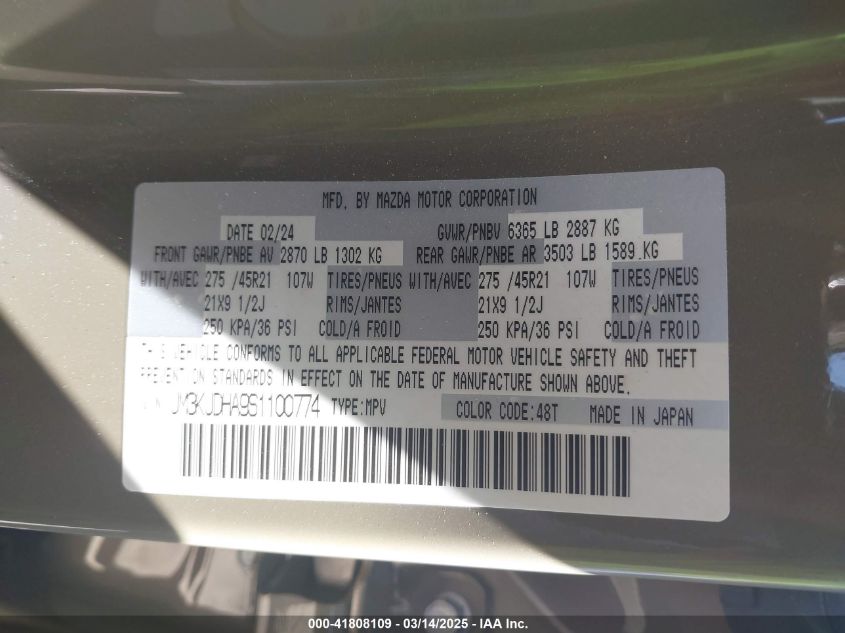 MFD. BY MAZDA MOTOR CORPORATION
DATE 02/24 GVWR/PNBV 6365 LB 2887 KG
FRONT GAWR/PNBE AV 2870 LB 1302 KG REAR GAWR/PNBE AR 3503 LB 1589 KG
WITH/AVEC 275 /45R21 107W TIRES/PNEUS WITH/AVEC 275 /45R21 107W TIRES/PNEUS
21X9 1/2J RIMS/JANTES 21X9 1/2J RIMS/JANTES
250 KPA/36 PSI COLD/A FROID 250 KPA/36 PSI COLD/A FROID
THIS VEHICLE CONFORMS TO ALL APPLICABLE FEDERAL MOTOR VEHICLE SAFETY AND THEFT
PREVENTION STANDARDS IN EFFECT ON THE DATE OF MANUFACTURE SHOWN ABOVE.
JM3KJDHA9S1100774 TYPE:MPV COLOR CODE:48T MADE IN JAPAN
000-41808109 - 03/14/2025 - IAA Inc.